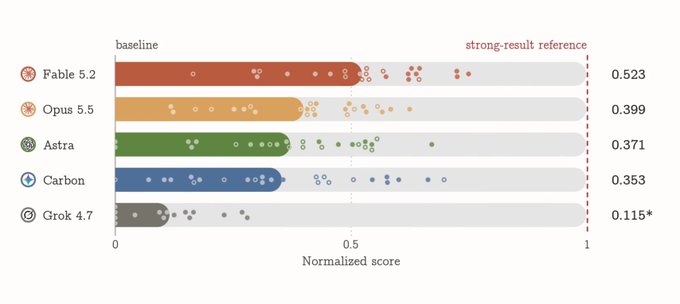 baseline strong-result reference
Fable 5.2 0.523
Opus 5.5 0.399
Astra 0.371
Carbon 0.353
Grok 4.7 0.115*
0 0.5 1
Normalized score